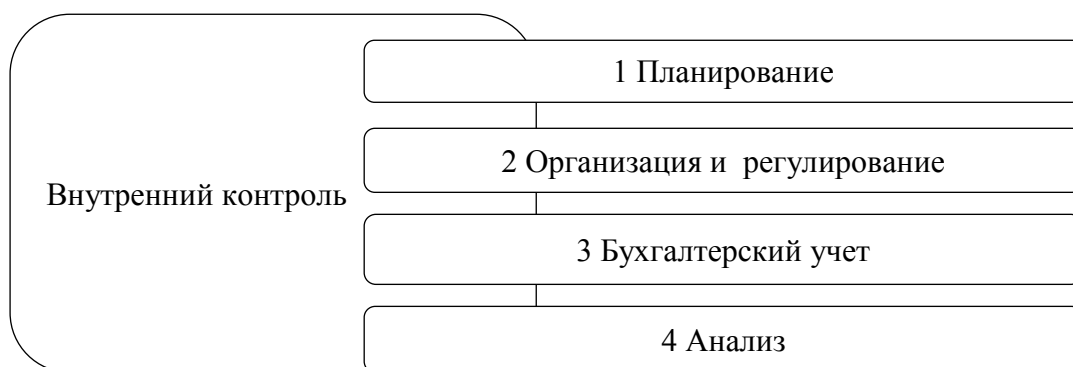 1 Планирование
2 Организация и регулирование
Внутренний контроль
3 Бухгалтерский учет
4 Анализ